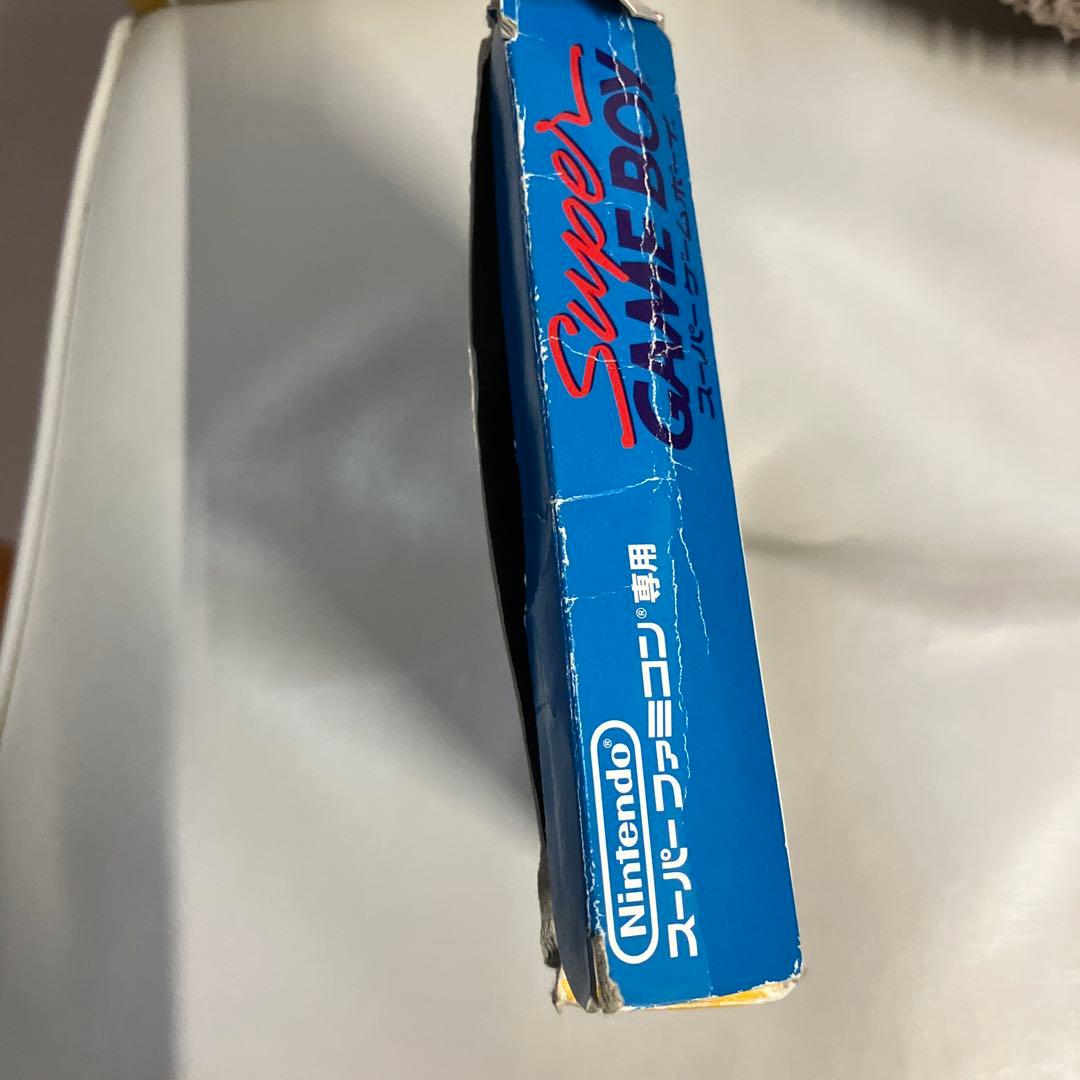 Nintendo®
スーパーファミコン®専用
Super
GAME BOY
スーパーゲームボーイ